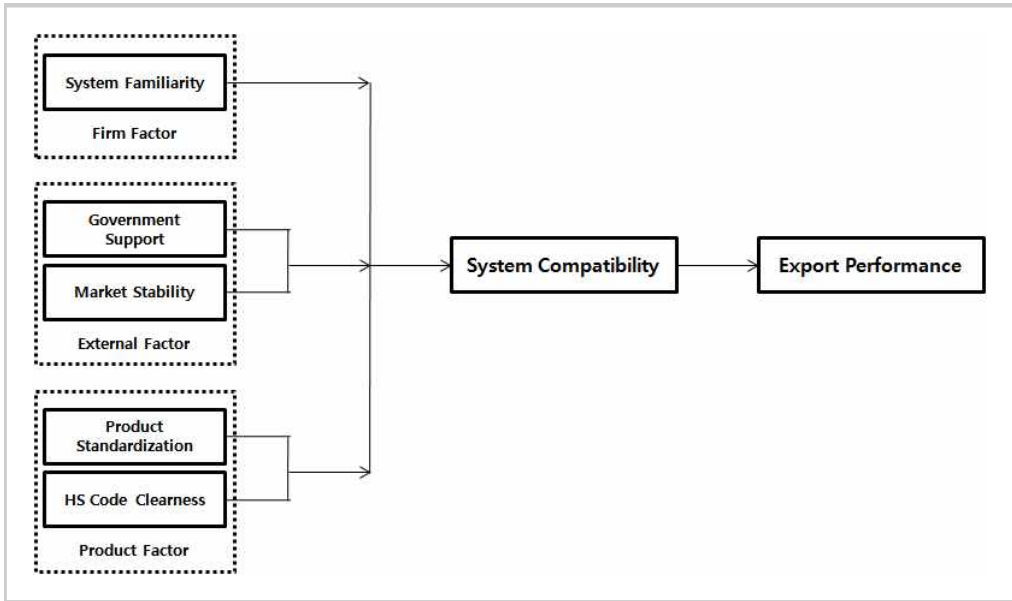 System Familiarity
Firm Factor
Government
Support
Market Stability
External Factor
Product
Standardization
HS Code Clearness
Product Factor
System Compatibility
Export Performance